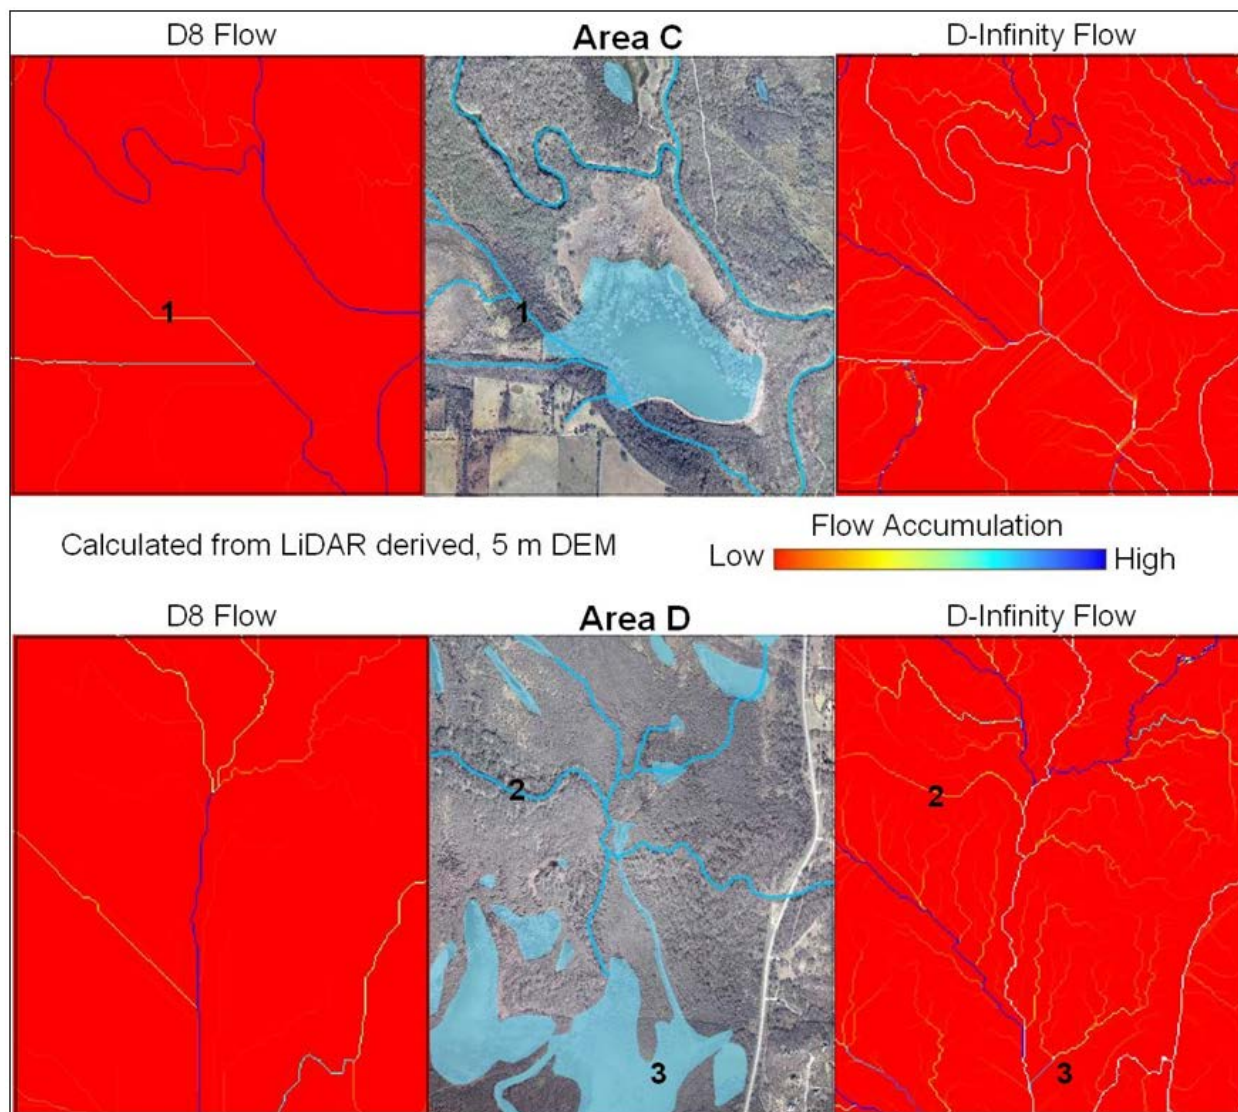 D8 Flow
Area C
D-Infinity Flow
1
1
Calculated from LiDAR derived, 5 m DEM
Flow Accumulation
Low
High
D8 Flow
Area D
D-Infinity Flow
2
2
3
3